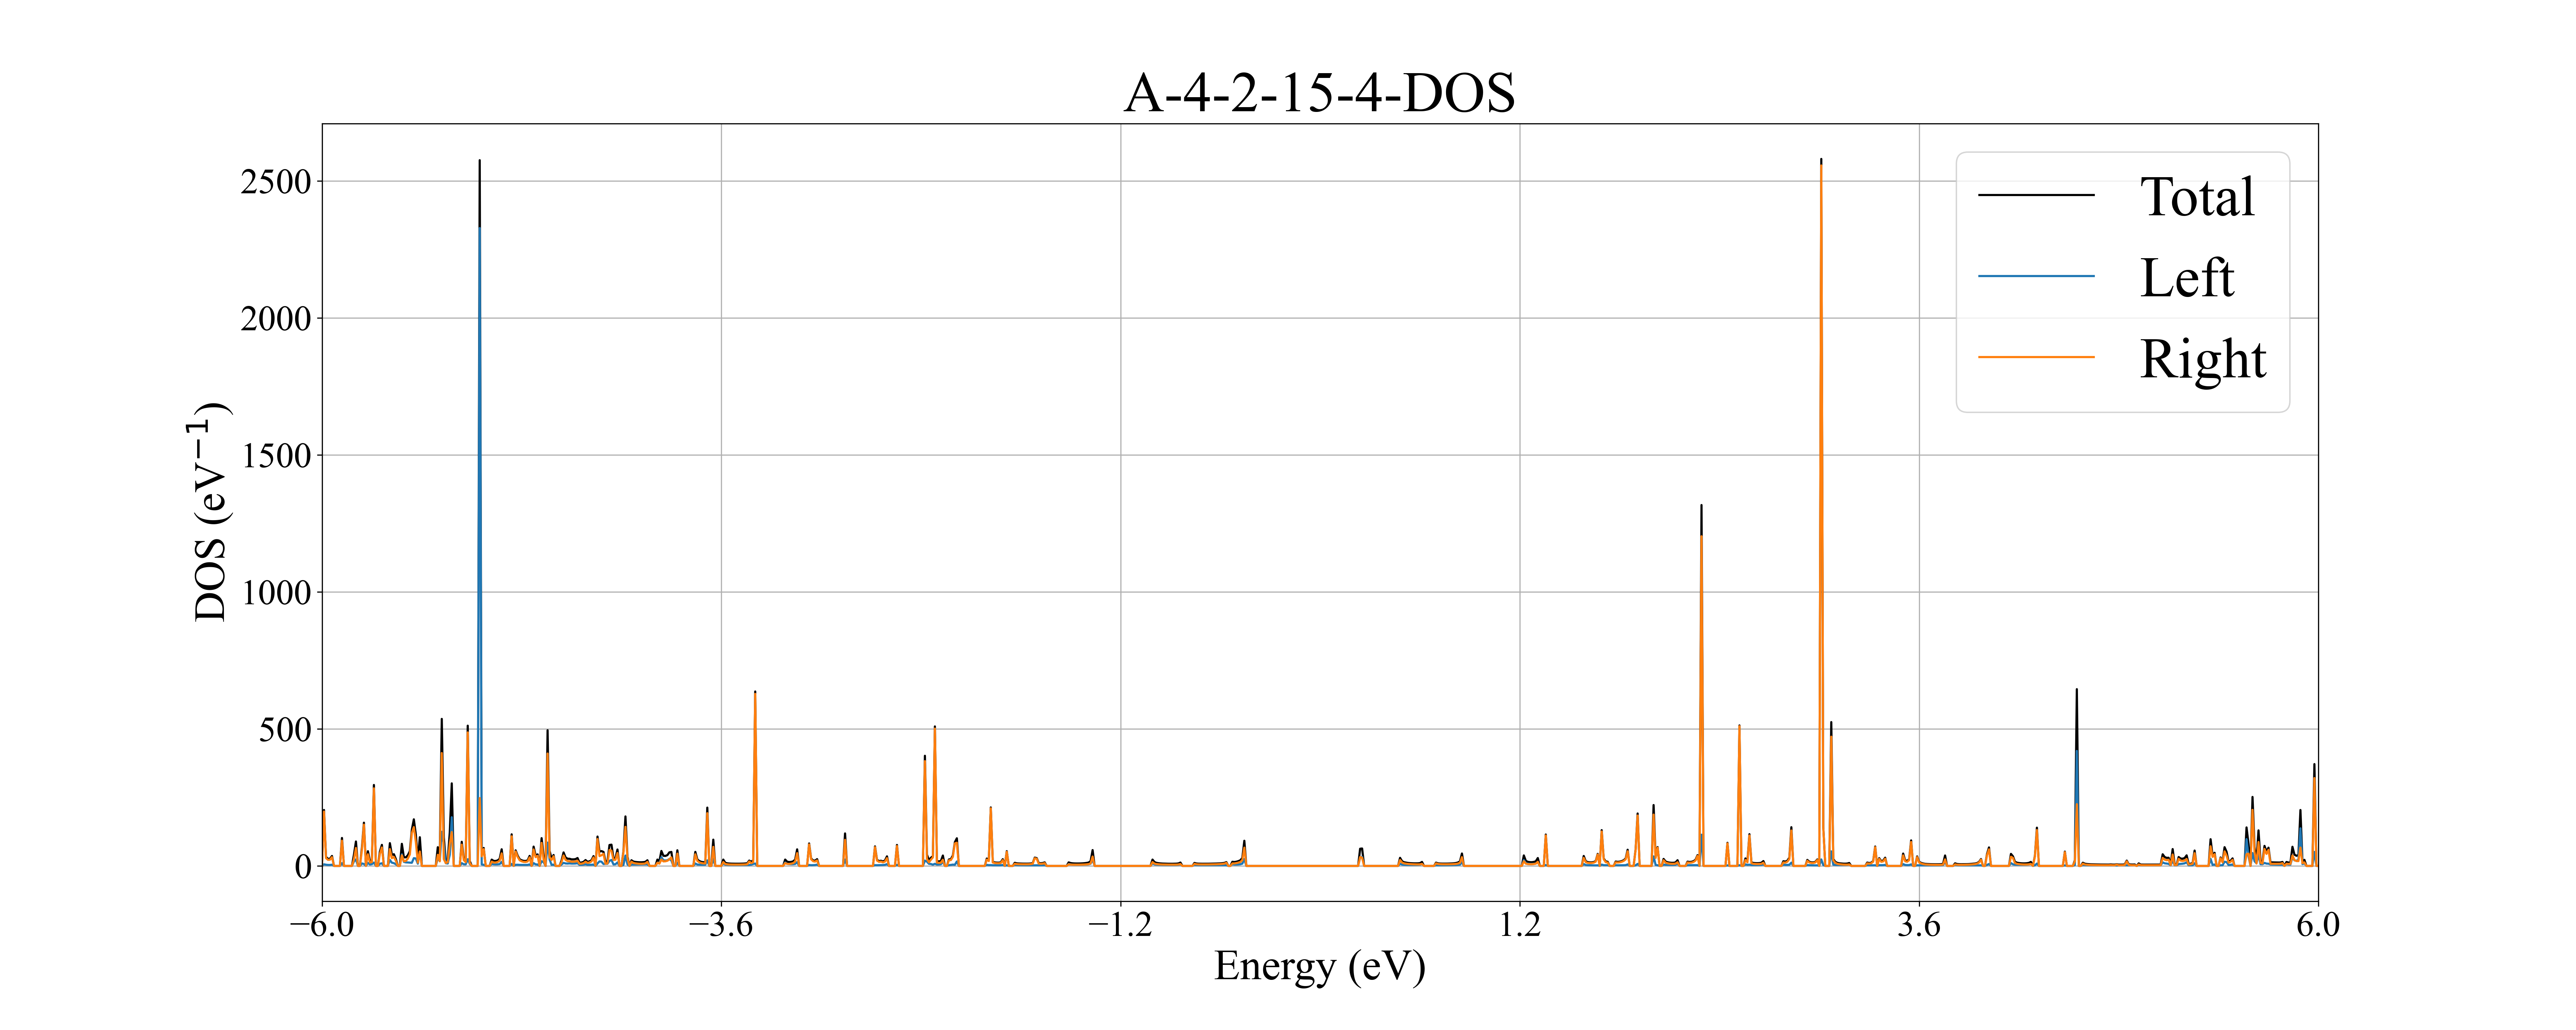 A-4-2-15-4-DOS
Total
Left
Right
DOS (eV⁻¹)
2500
2000
1500
1000
500
0
−6.0 −3.6 −1.2 1.2 3.6 6.0
Energy (eV)